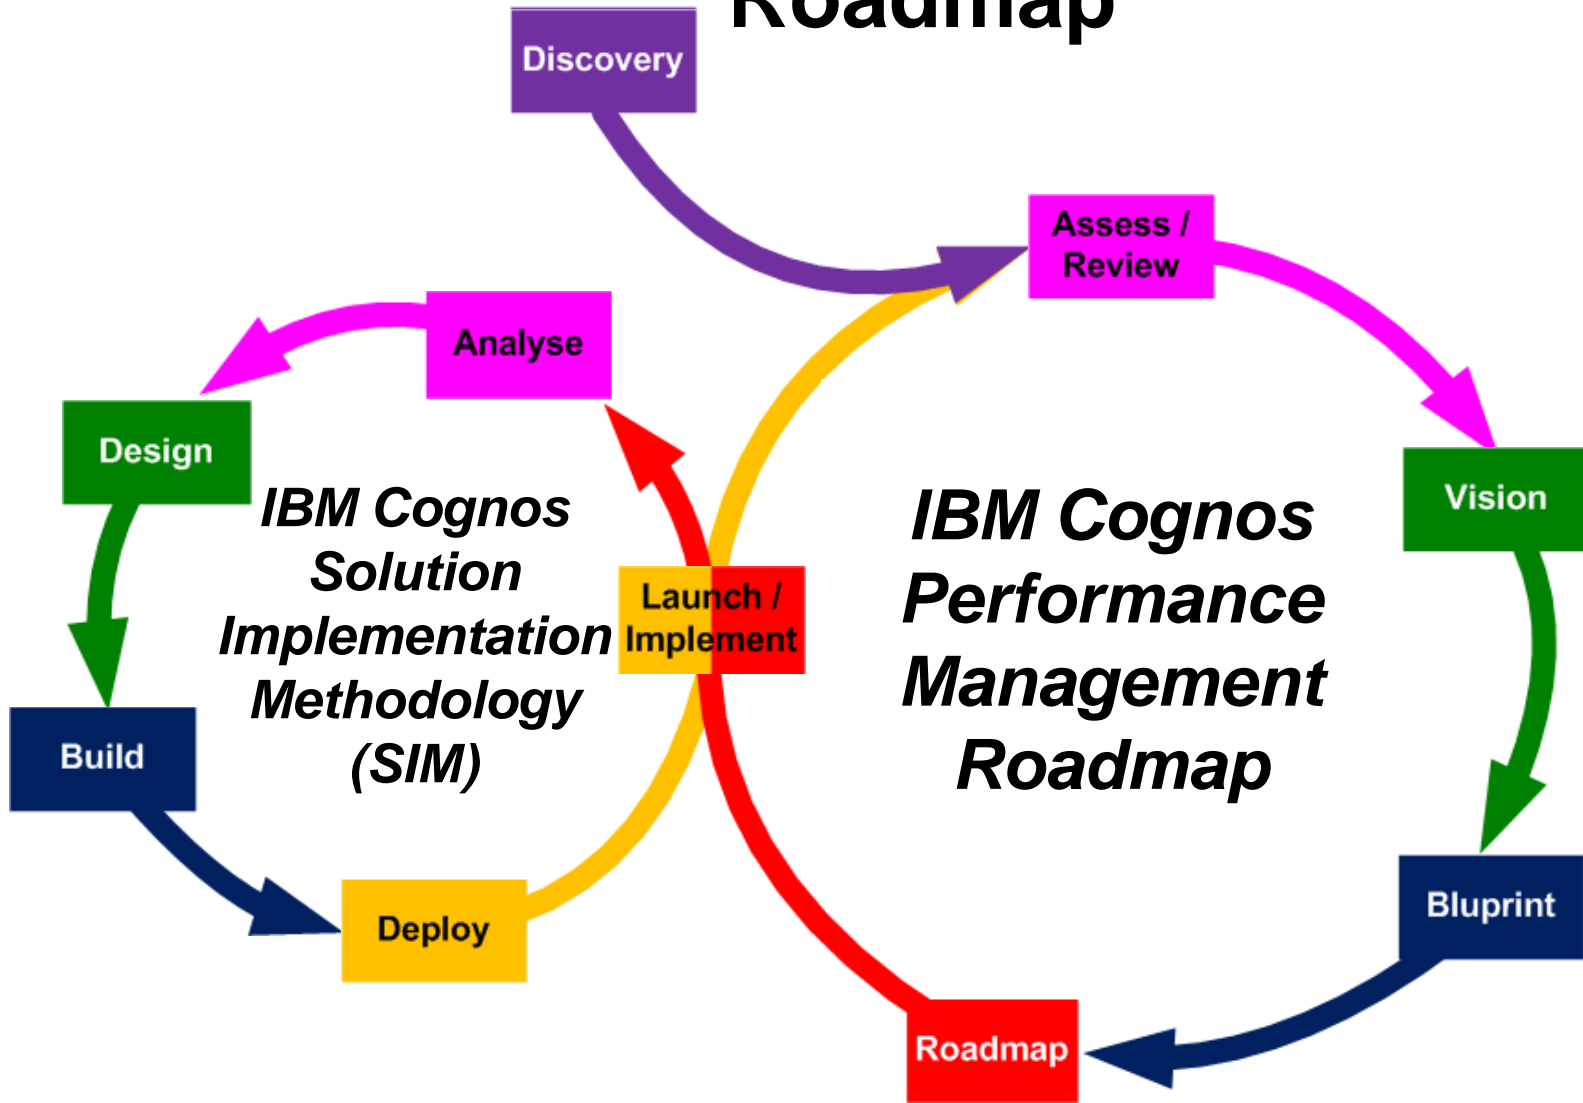 Roadmap
Discovery
Assess /
Review
Analyse
Design
Vision
IBM Cognos
Solution
Implementation
Methodology
(SIM)
Launch /
Implement
IBM Cognos
Performance
Management
Roadmap
Build
Bluprint
Deploy
Roadmap